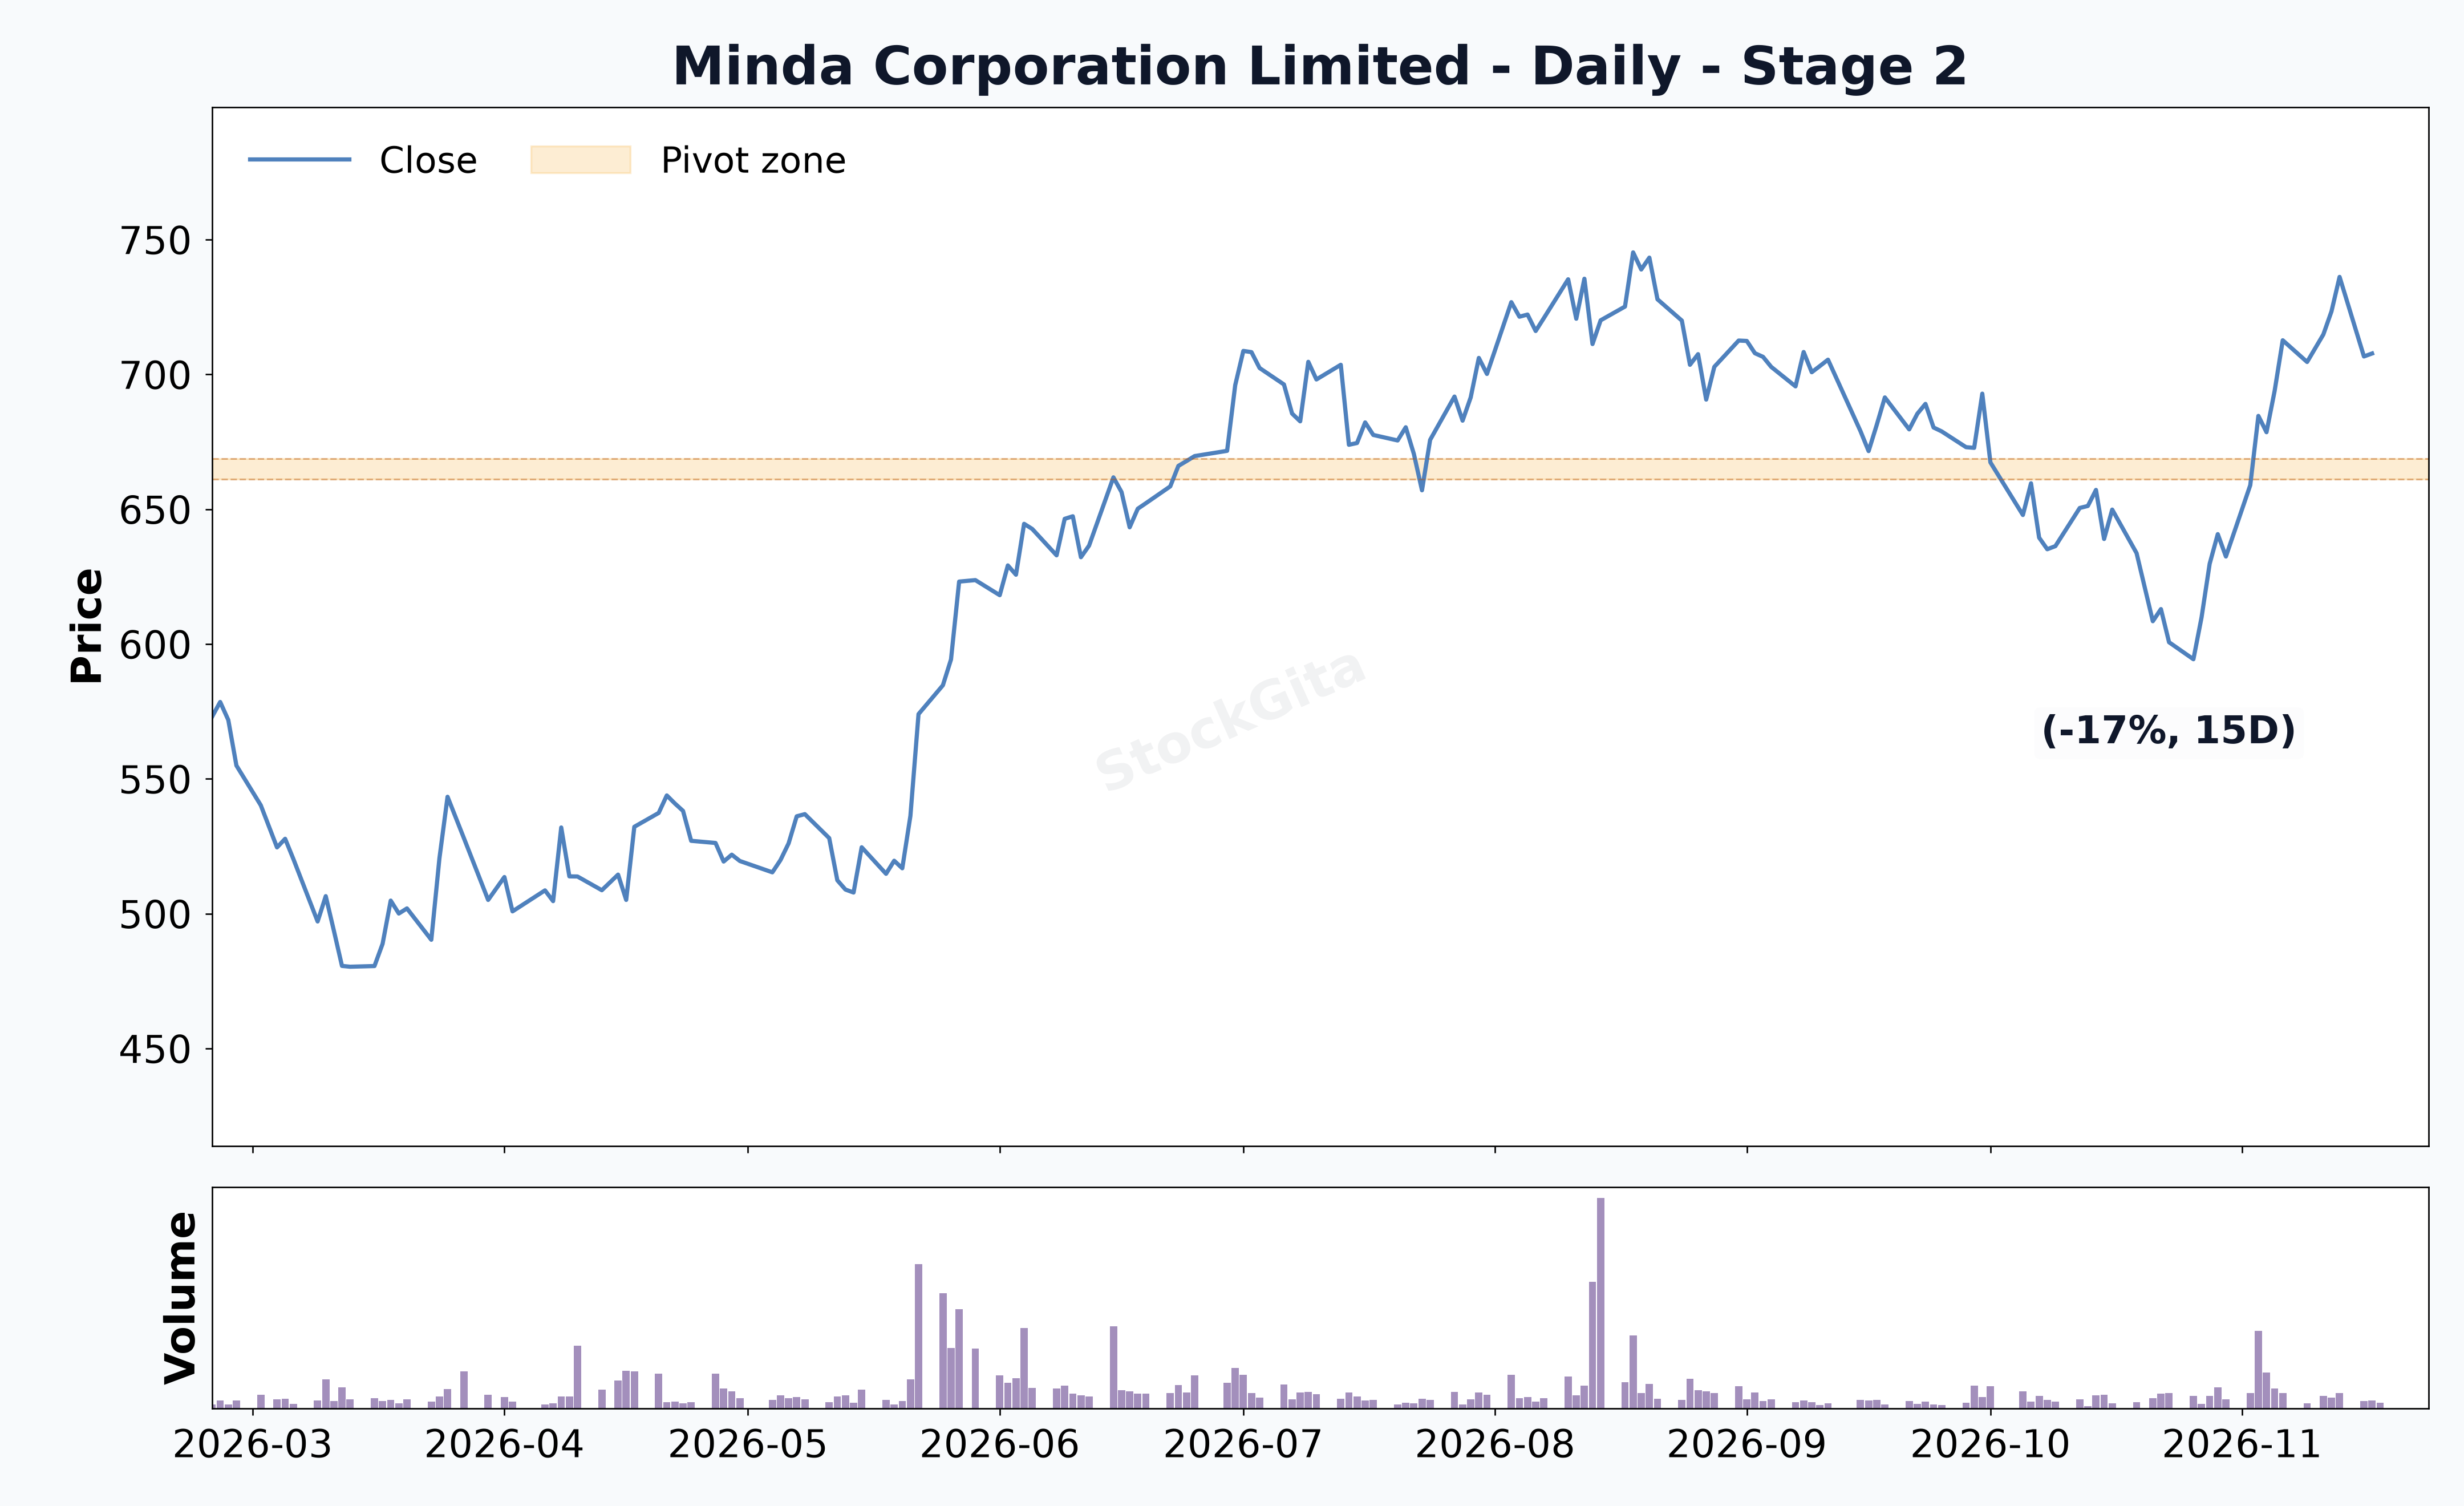 Minda Corporation Limited - Daily - Stage 2
Close
Pivot zone
750
700
650
600
550
500
450
Price
StockGita
(-17%, 15D)
Volume
2026-03
2026-04
2026-05
2026-06
2026-07
2026-08
2026-09
2026-10
2026-11